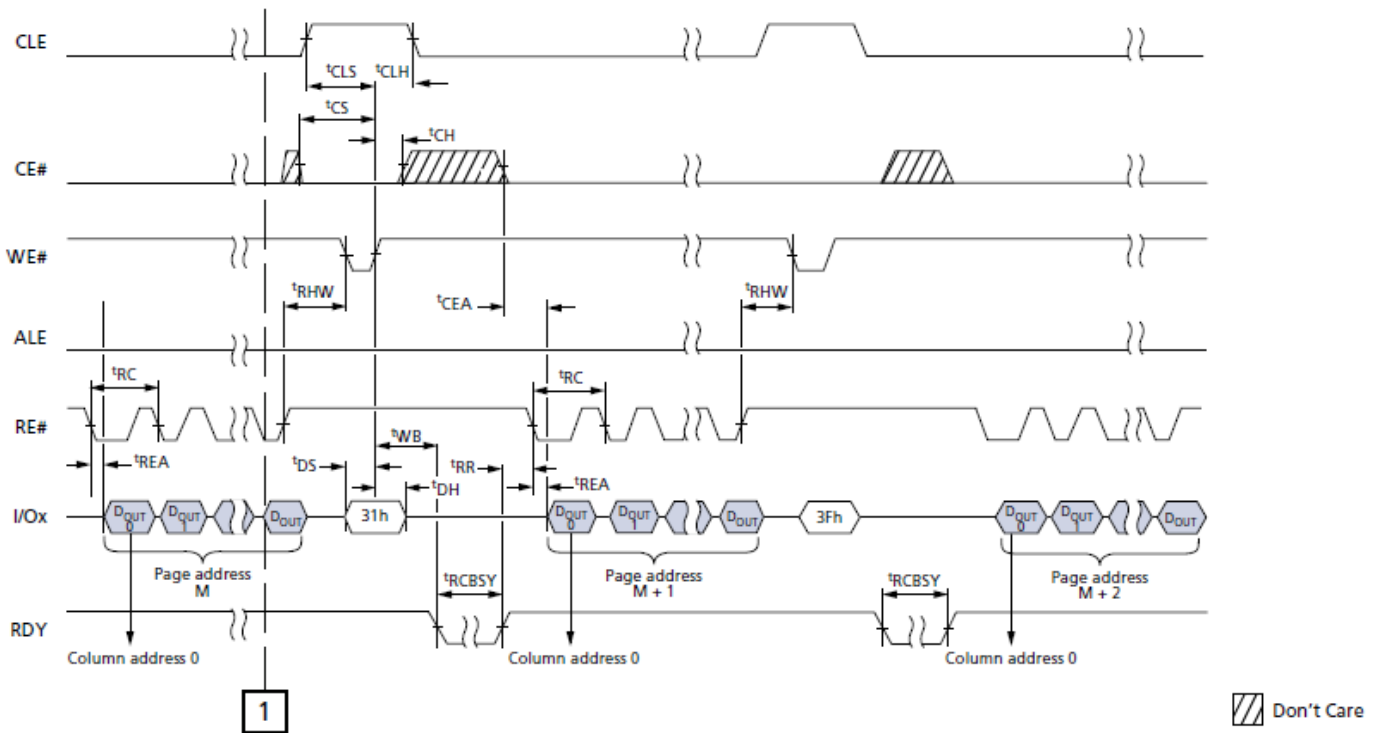 CLE
tCLS tCLH
tCS
tCH
CE#
WE#
tRHW tCEA tRHW
ALE
tRC tRC
RE#
tWB
tDS tRR
tREA tDH tREA
I/Ox DOUT 0 DOUT 1 DOUT 31h DOUT 0 DOUT 1 DOUT 3Fh DOUT 0 DOUT 1 DOUT
Page address M
Page address M + 1
Page address M + 2
tRCBSY tRCBSY
RDY
Column address 0 Column address 0 Column address 0
1
Don't Care